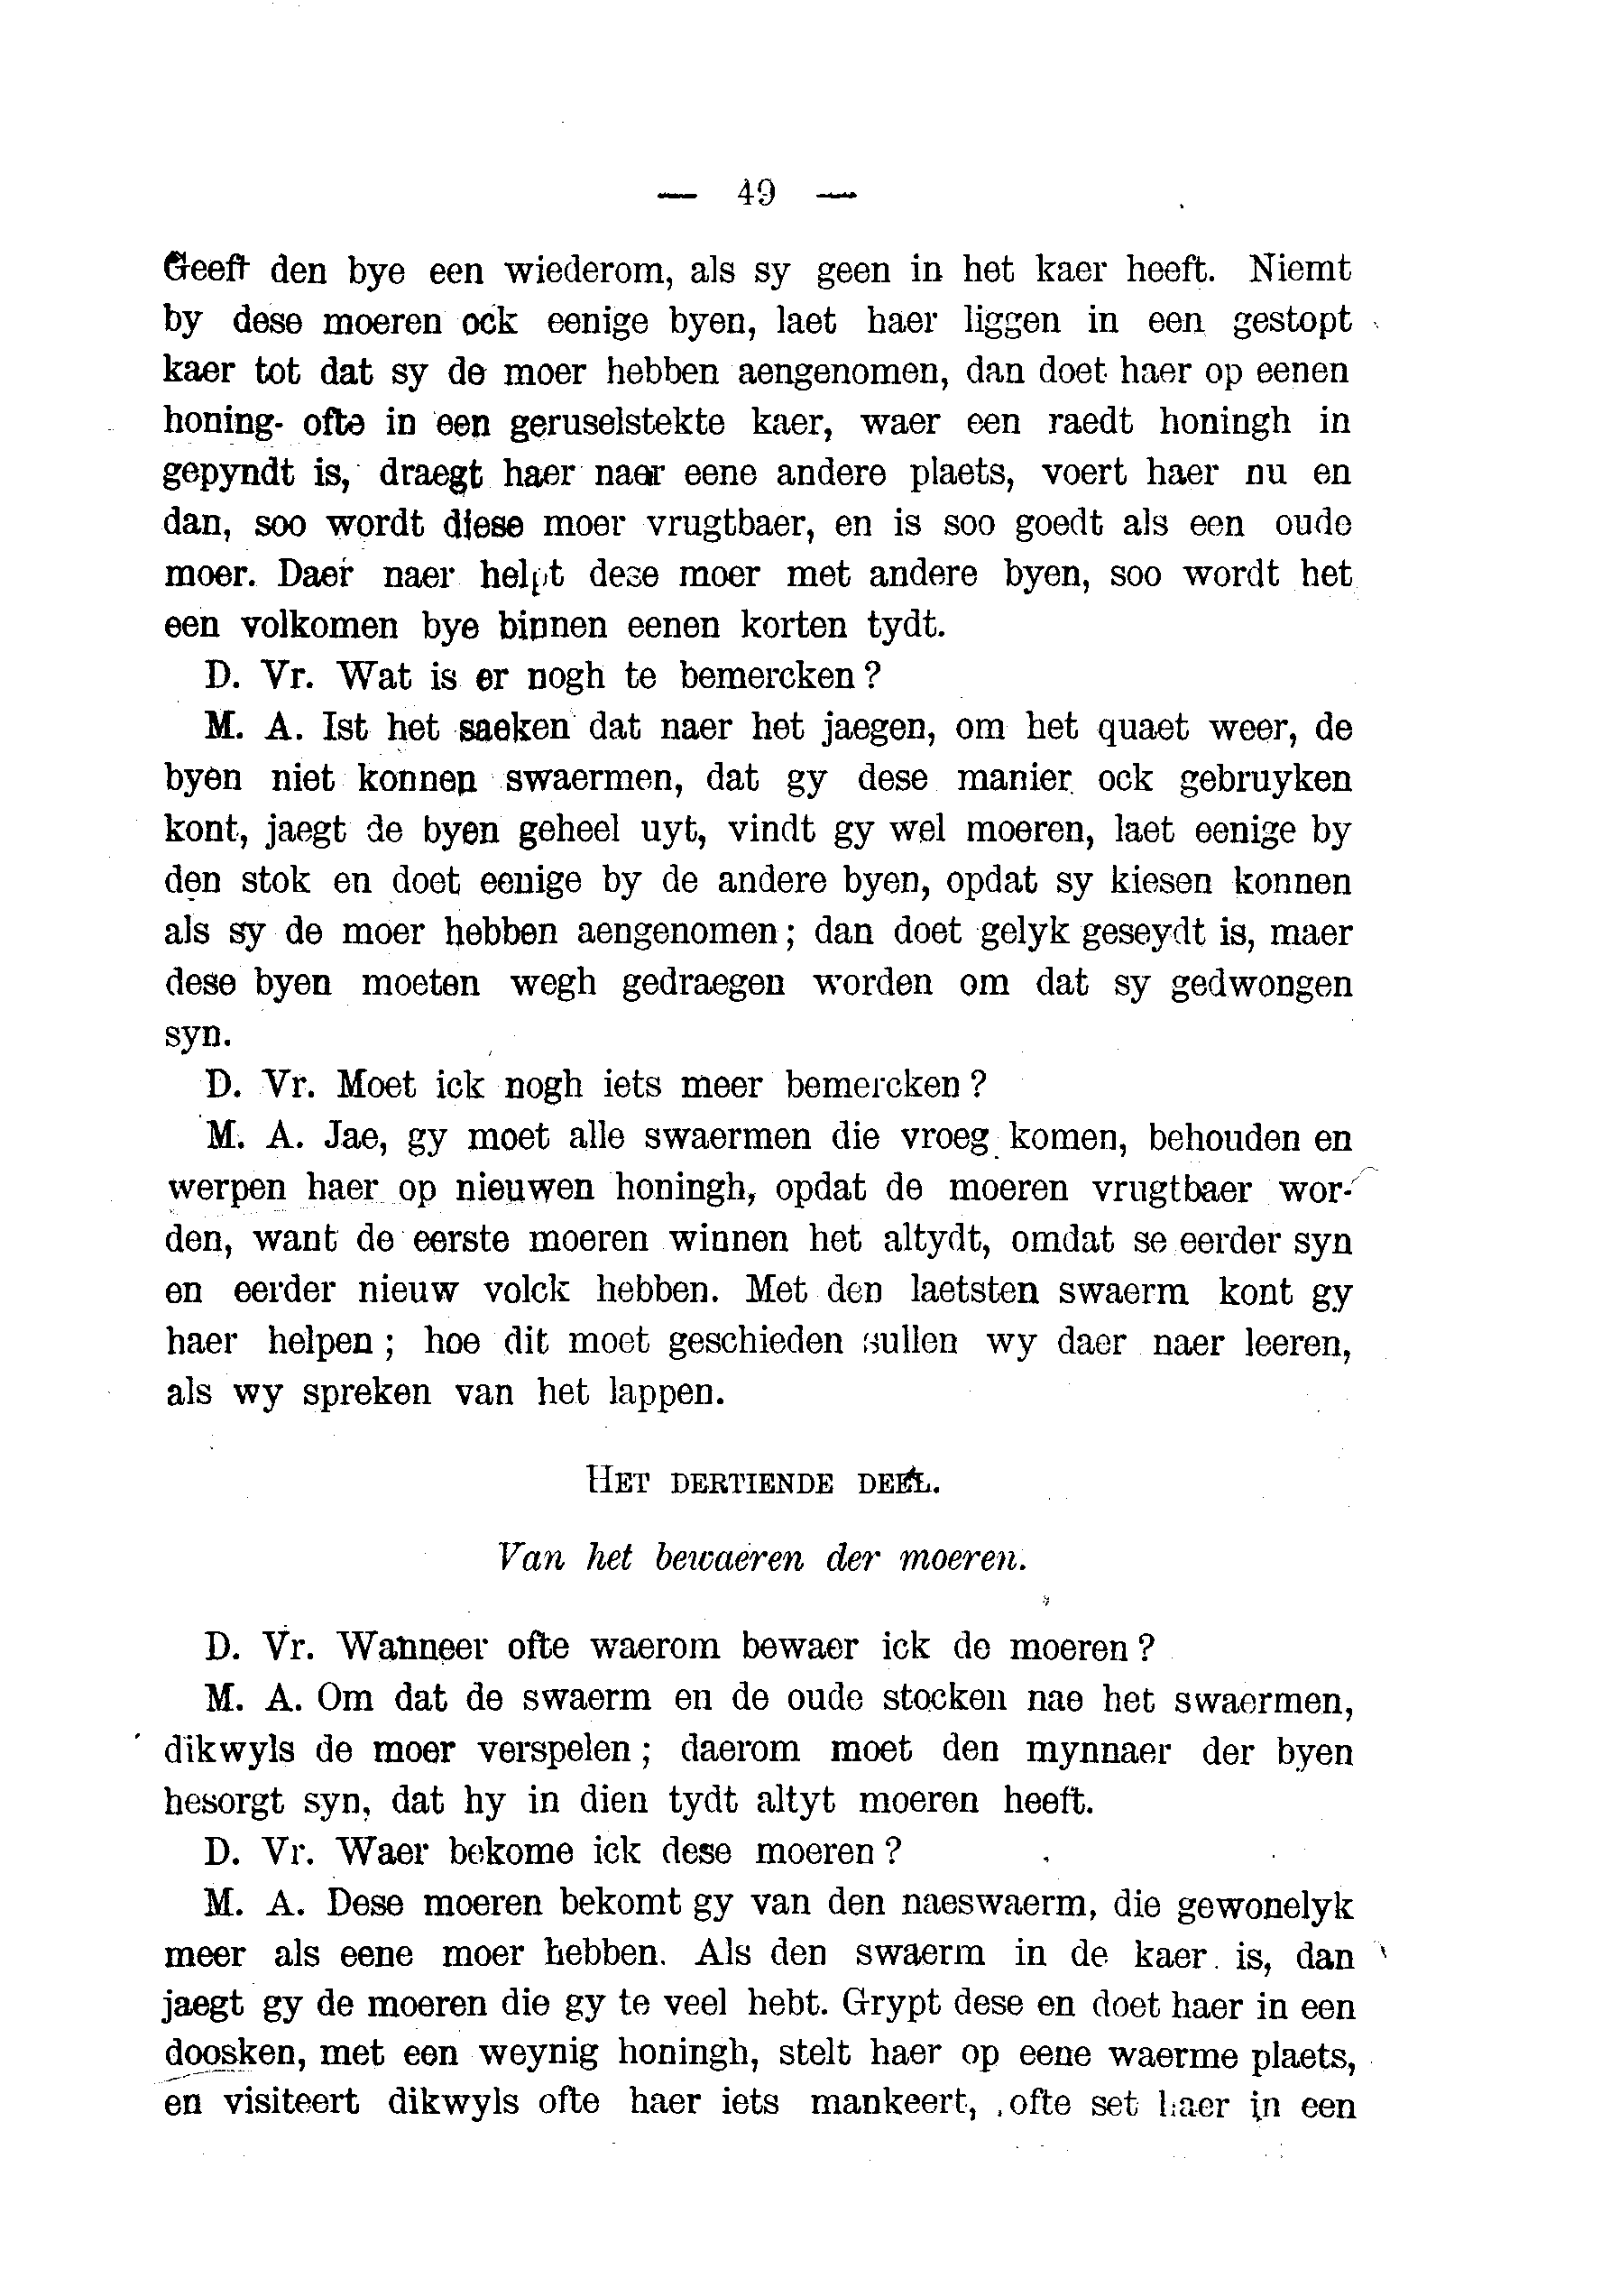 — 49 —
Geeft den bye een wiederom, als sy geen in het kaer heeft. Niemt
by dese moeren ock eenige byen, laet haer liggen in een gestopt
kaer tot dat sy de moer hebben aengenomen, dan doet haer op eenen
honing- ofte in een geruselstekte kaer, waer een raedt honingh in
gepyndt is, draegt haer naer eene andere plaets, voert haer nu en
dan, soo wordt diese moer vrugtbaer, en is soo goedt als een oude
moer. Daer naer helpt dese moer met andere byen, soo wordt het
een volkomen bye binnen eenen korten tydt.
D. Vr. Wat is er nogh te bemercken?
M. A. Ist het saeken dat naer het jaegen, om het quaet weer, de
byen niet konnen swaermen, dat gy dese manier ock gebruyken
kont, jaegt de byen geheel uyt, vindt gy wel moeren, laet eenige by
den stok en doet eenige by de andere byen, opdat sy kiesen konnen
als sy de moer hebben aengenomen; dan doet gelyk geseydt is, maer
dese byen moeten wegh gedraegen worden om dat sy gedwongen
syn.
D. Vr. Moet ick nogh iets meer bemercken?
M. A. Jae, gy moet alle swaermen die vroeg komen, behouden en
werpen haer op nieuwen honingh, opdat de moeren vrugtbaer wor-
den, want de eerste moeren winnen het altydt, omdat se eerder syn
en eerder nieuw volck hebben. Met den laetsten swaerm kont gy
haer helpen; hoe dit moet geschieden sullen wy daer naer leeren,
als wy spreken van het lappen.
HET DERTIENDE DEEL.
Van het bewaeren der moeren.
D. Vr. Wanneer ofte waerom bewaer ick de moeren?
M. A. Om dat de swaerm en de oude stocken nae het swaermen,
dikwyls de moer verspelen; daerom moet den mynnaer der byen
besorgt syn, dat hy in dien tydt altyt moeren heeft.
D. Vr. Waer bekome ick dese moeren?
M. A. Dese moeren bekomt gy van den naeswaerm, die gewonelyk
meer als eene moer hebben. Als den swaerm in de kaer is, dan
jaegt gy de moeren die gy te veel hebt. Grypt dese en doet haer in een
doosken, met een weynig honingh, stelt haer op eene waerme plaets,
en visiteert dikwyls ofte haer iets mankeert, ofte set haer in een